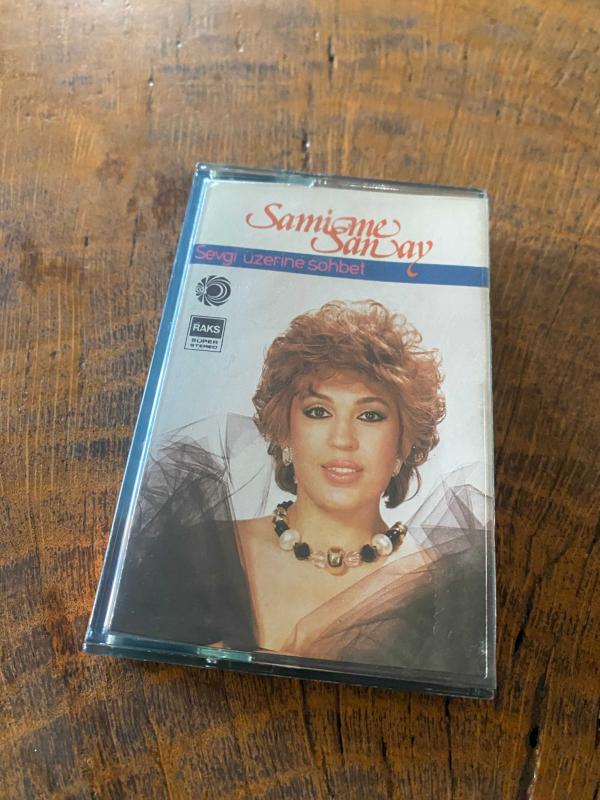 Samime
Sanay
Sevgi üzerine sohbet
RAKS
SUPER
STEREO